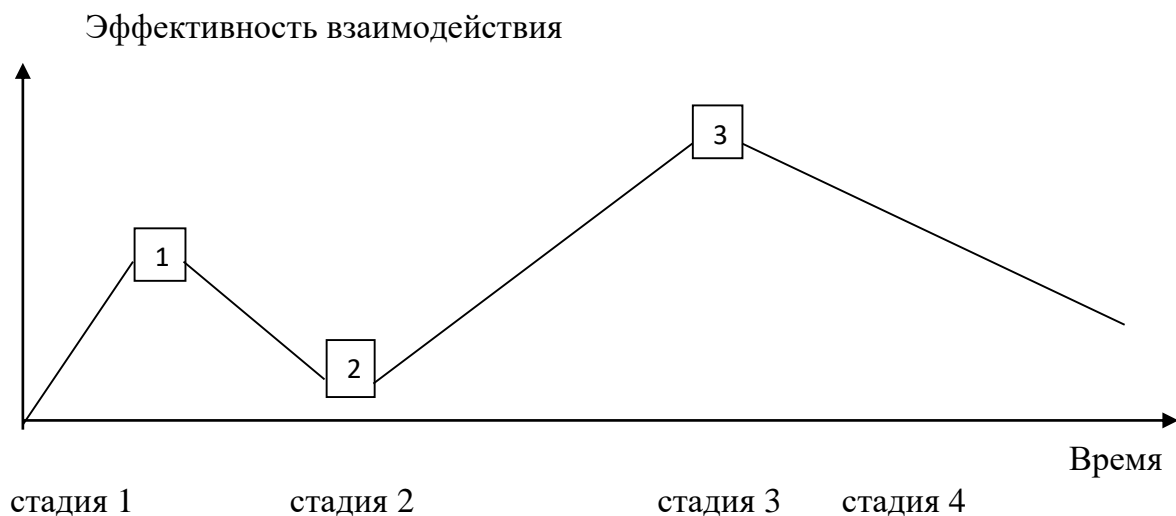 Эффективность взаимодействия
3
1
2
Время
стадия 1 стадия 2 стадия 3 стадия 4